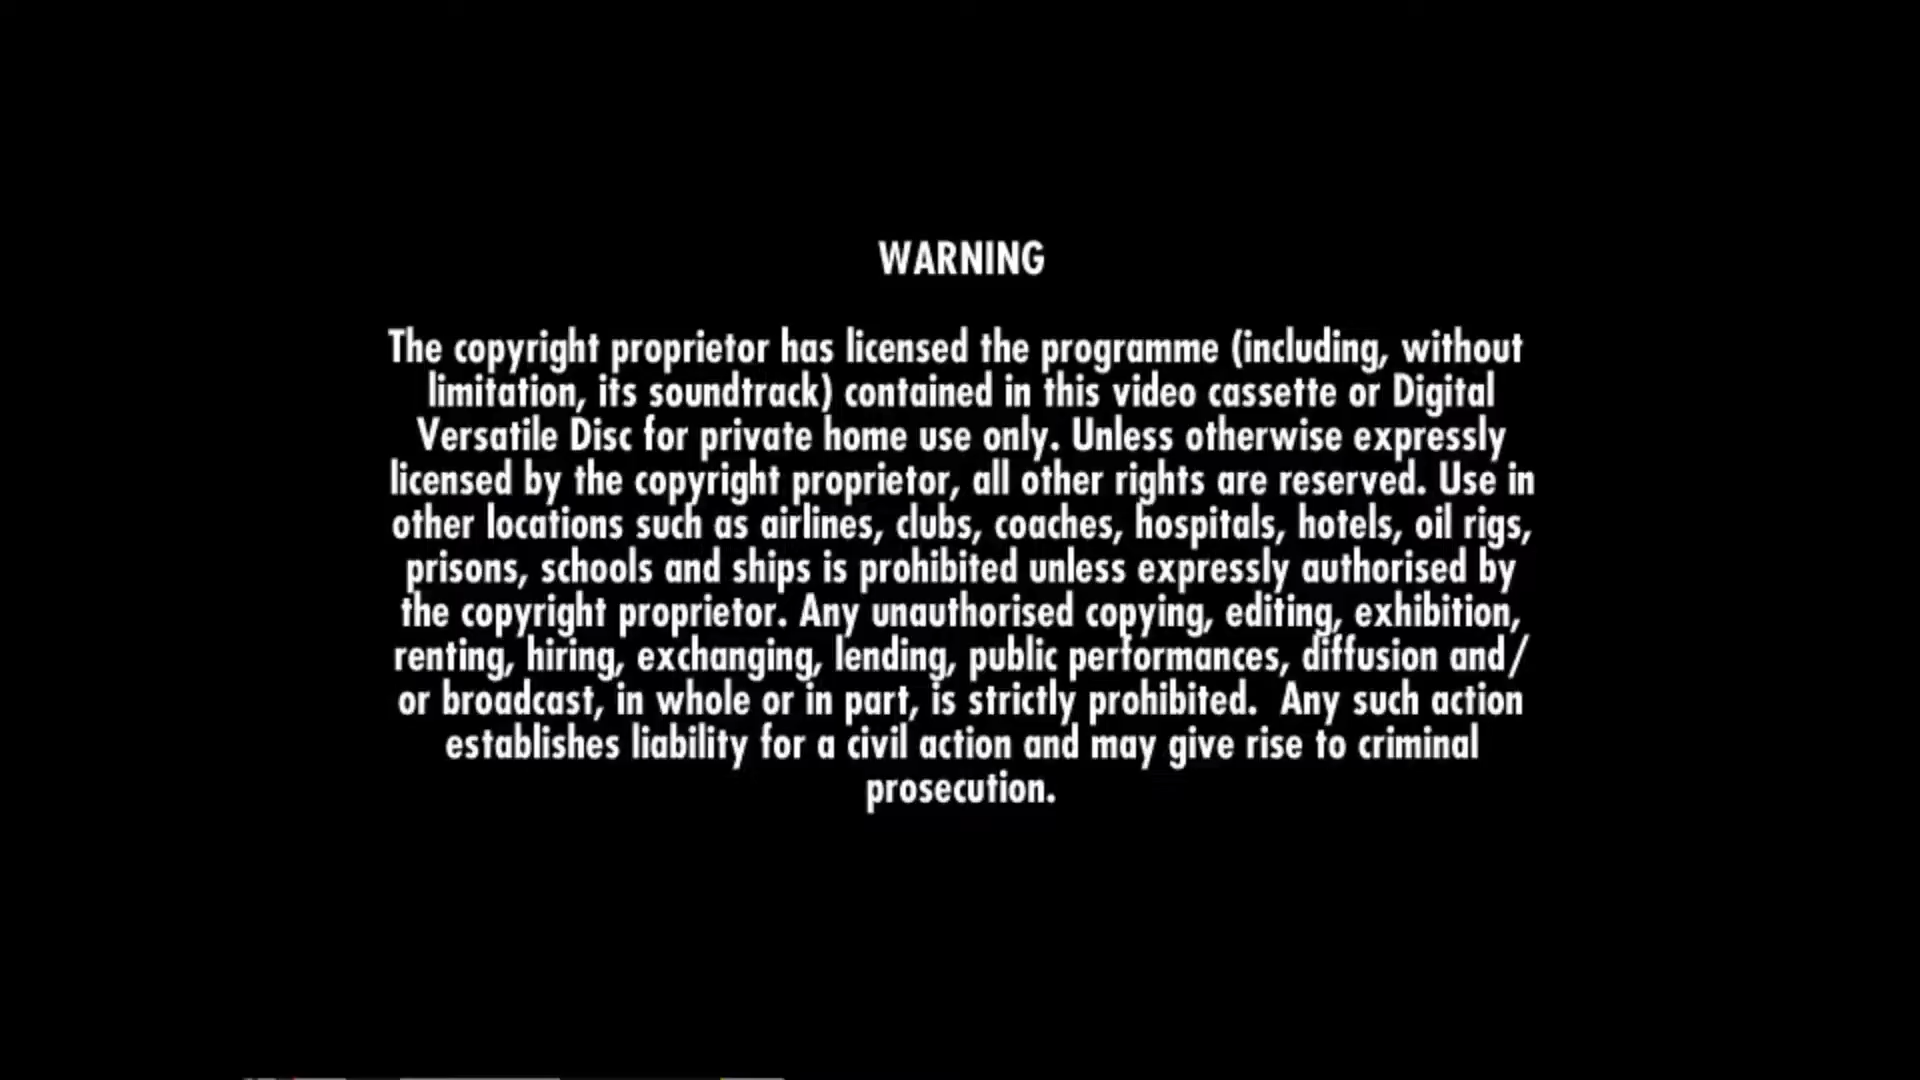 WARNING
The copyright proprietor has licensed the programme (including, without
limitation, its soundtrack) contained in this video cassette or Digital
Versatile Disc for private home use only. Unless otherwise expressly
licensed by the copyright proprietor, all other rights are reserved. Use in
other locations such as airlines, clubs, coaches, hospitals, hotels, oil rigs,
prisons, schools and ships is prohibited unless expressly authorised by
the copyright proprietor. Any unauthorised copying, editing, exhibition,
renting, hiring, exchanging, lending, public performances, diffusion and/
or broadcast, in whole or in part, is strictly prohibited.  Any such action
establishes liability for a civil action and may give rise to criminal
prosecution.